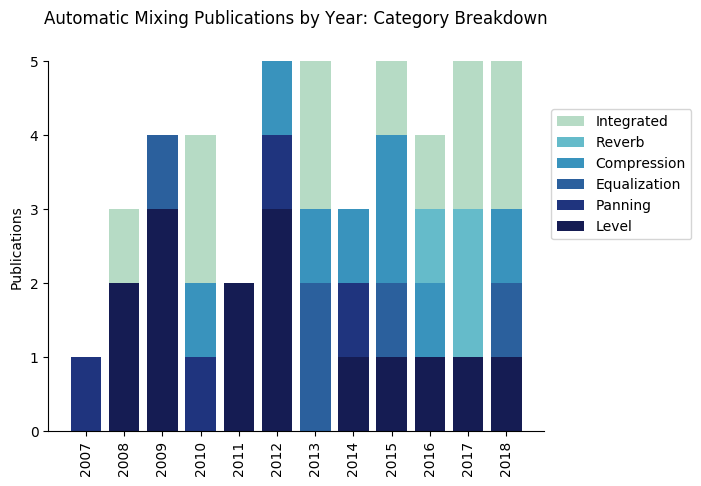 Automatic Mixing Publications by Year: Category Breakdown
5
4
3
2
1
0
Publications
2007
2008
2009
2010
2011
2012
2013
2014
2015
2016
2017
2018
Integrated
Reverb
Compression
Equalization
Panning
Level